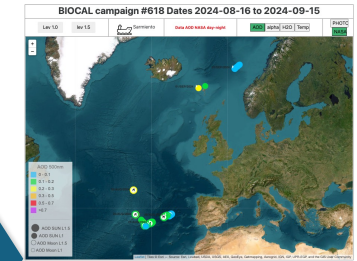 BIOCAL campaign #618 Dates 2024-08-16 to 2024-09-15
Lev 1.0 lev 1.5 Sarmiento Data AOD NASA day-night AOD alpha H2O Temp PHOTC
NASA
+
−
AOD 500nm
0 - 0.1
0.1 - 0.2
0.2 - 0.3
0.3 - 0.5
0.5 - 0.7
>0.7
AOD SUN L1.5
AOD SUN L1
AOD Moon L1.5
AOD Moon L1